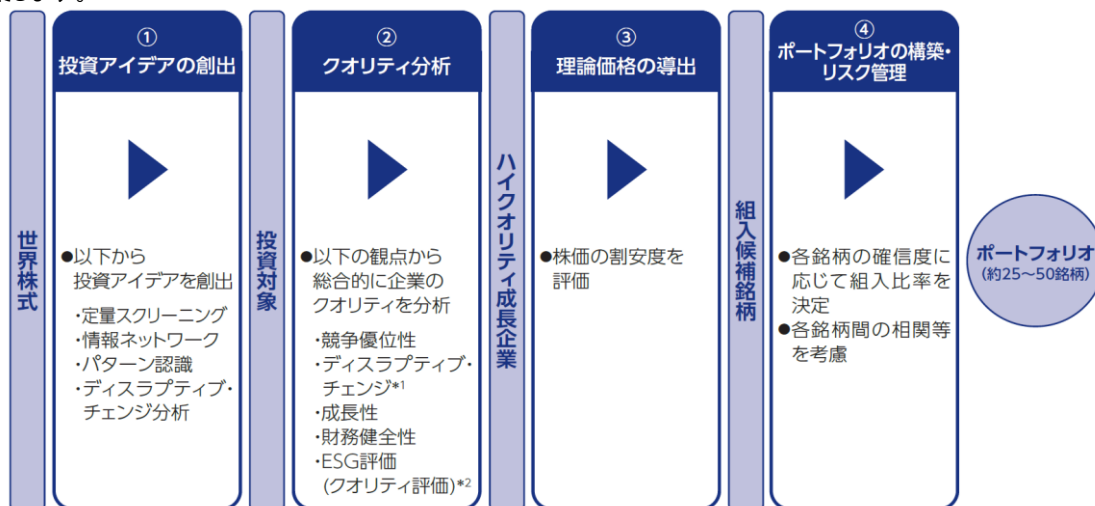 世界株式
①
投資アイデアの創出
●以下から
投資アイデアを創出
・定量スクリーニング
・情報ネットワーク
・パターン認識
・ディスラプティブ・
チェンジ分析
投資対象
②
クオリティ分析
●以下の観点から
総合的に企業の
クオリティを分析
・競争優位性
・ディスラプティブ・
チェンジ*1
・成長性
・財務健全性
・ESG評価
(クオリティ評価)*2
ハイクオリティ成長企業
③
理論価格の導出
●株価の割安度を
評価
組入候補銘柄
④
ポートフォリオの構築・
リスク管理
●各銘柄の確信度に
応じて組入比率を
決定
●各銘柄間の相関等
を考慮
ポートフォリオ
(約25～50銘柄)